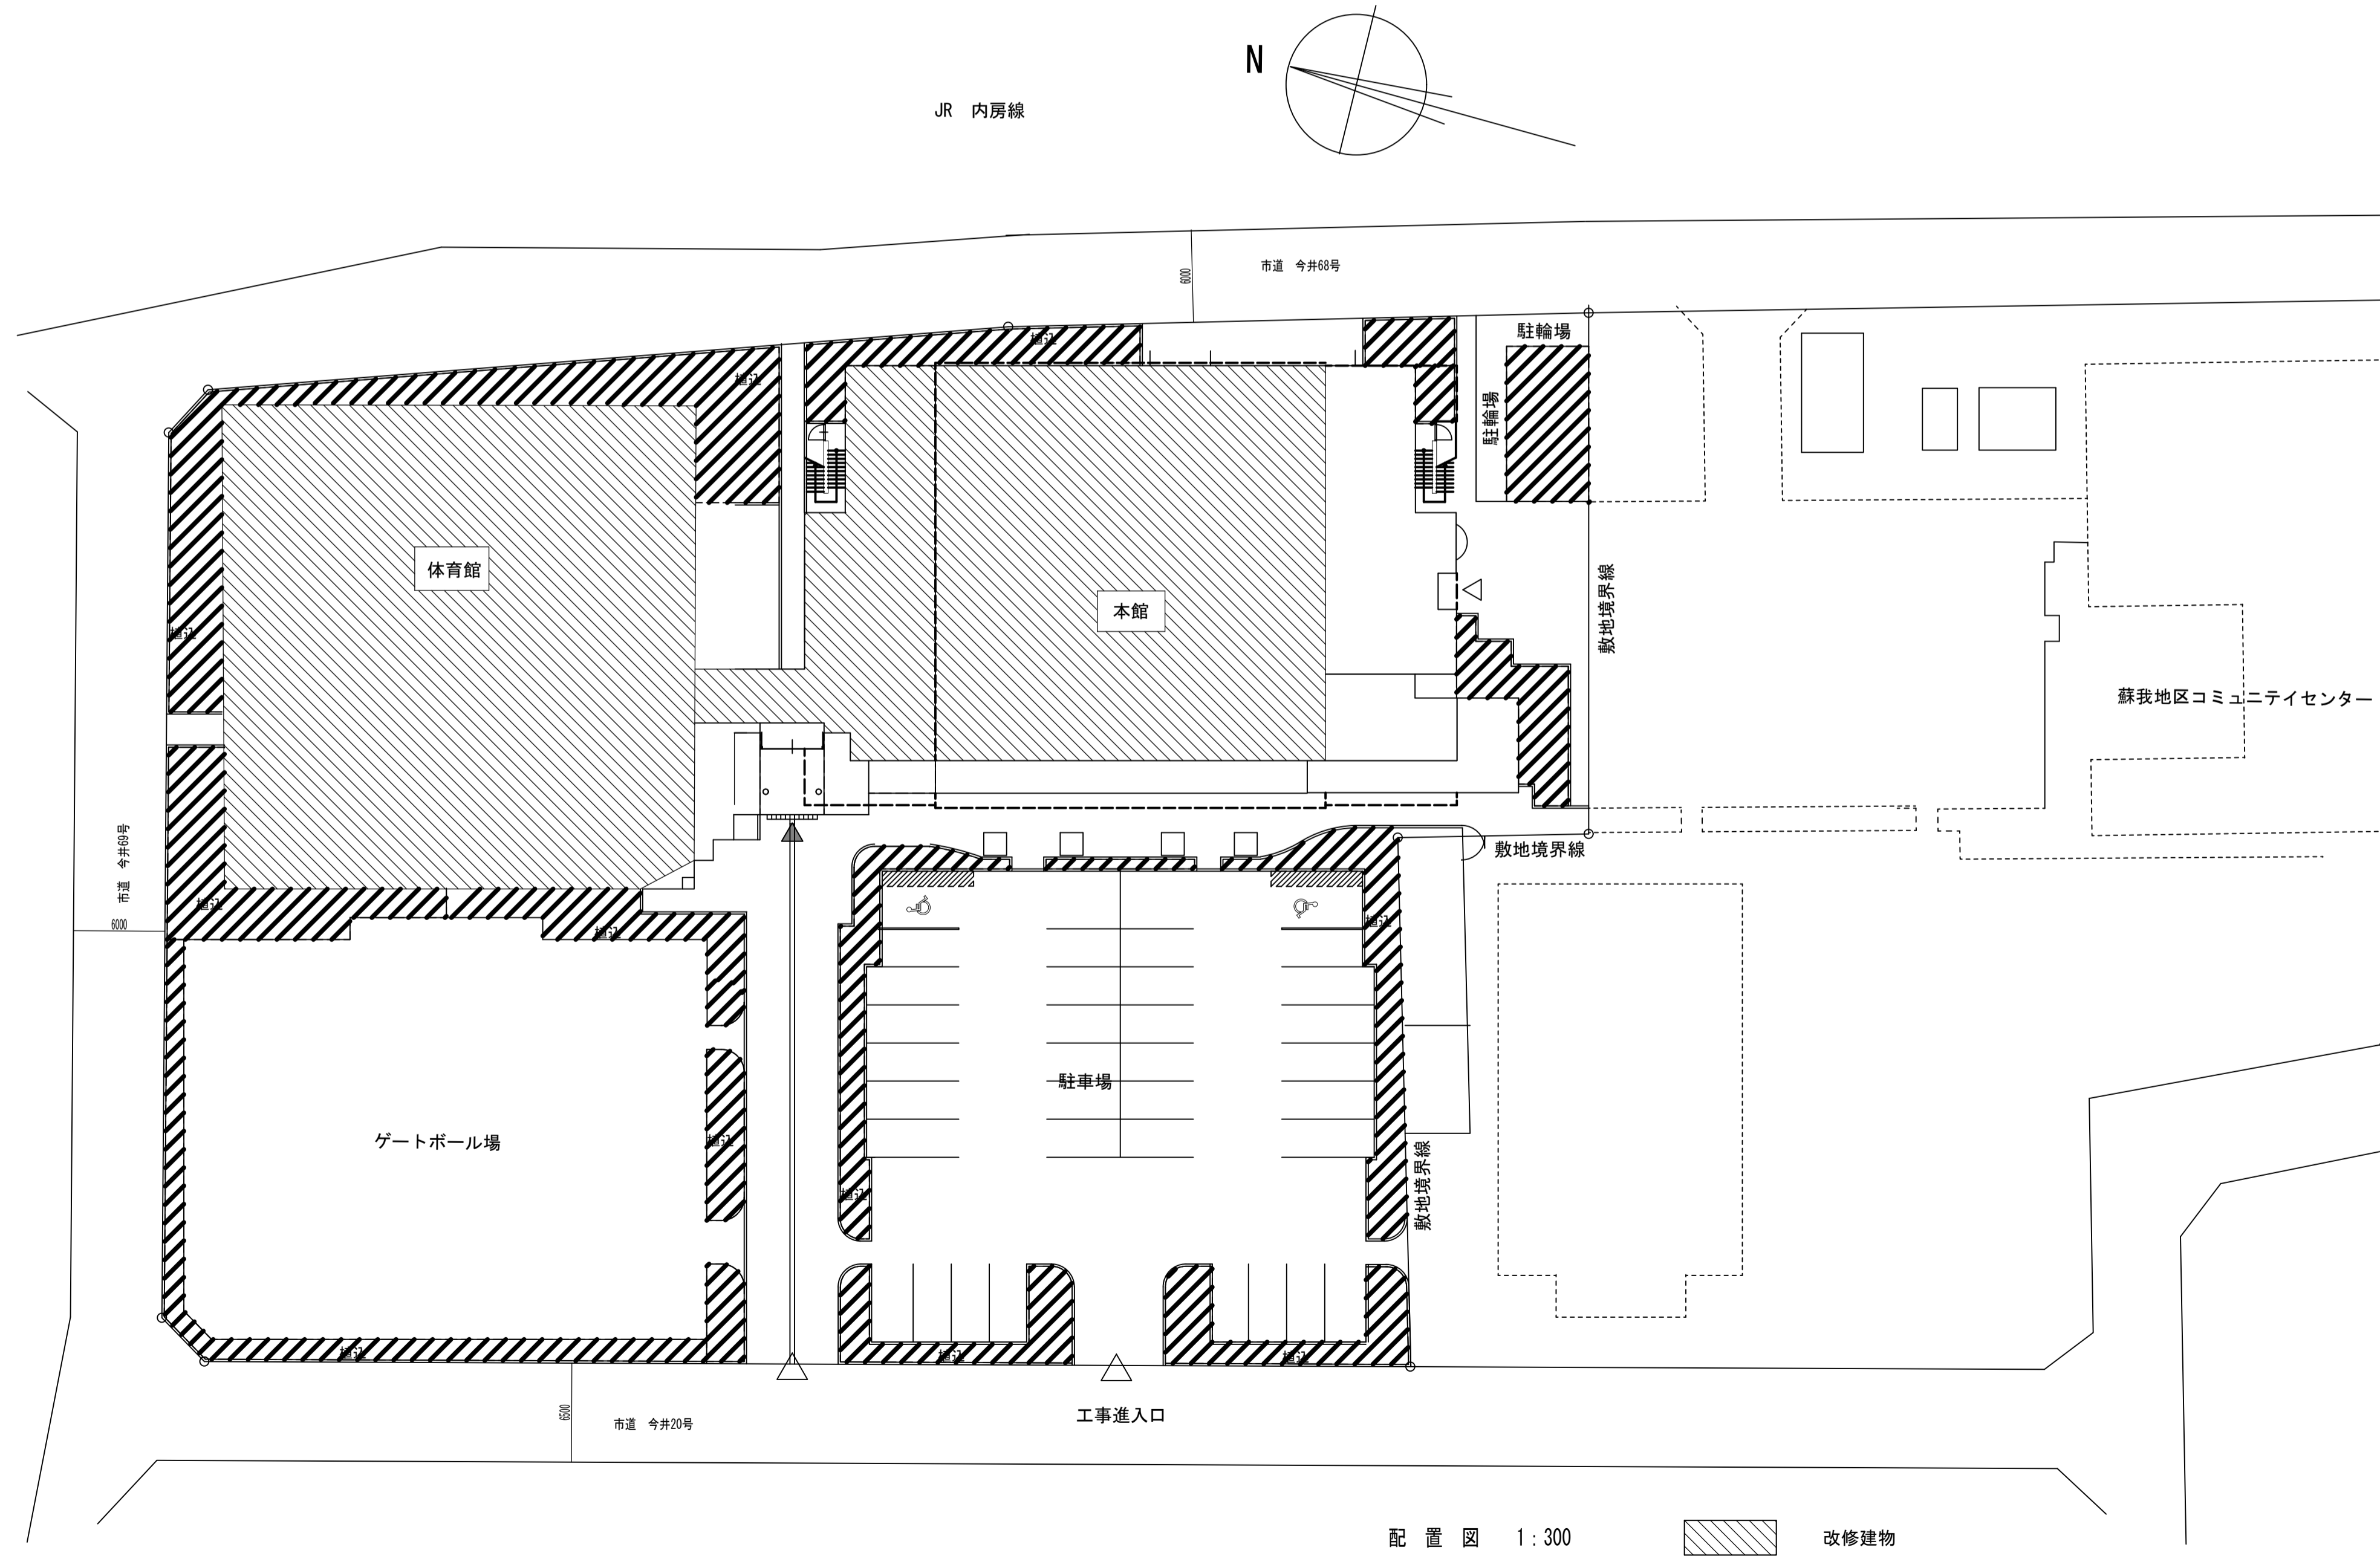 N
JR 内房線
6000
市道 今井68号
駐輪場
植込
植込
駐輪場
体育館
本館
敷地境界線
植込
蘇我地区コミュニテイセンター
市道 今井69号
6000
敷地境界線
植込
植込
植込
駐車場
ゲートボール場
植込
敷地境界線
植込
植込
植込
植込
6500
市道 今井20号
工事進入口
配 置 図 1:300
改修建物